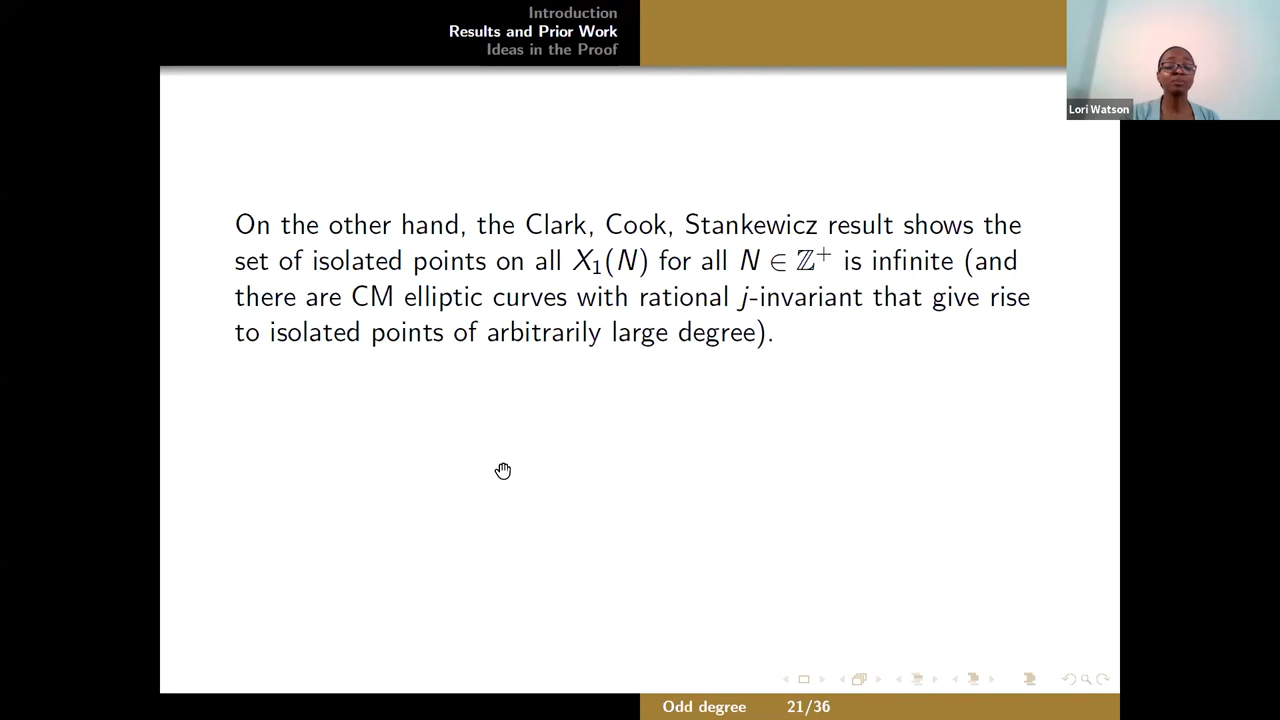 Introduction
Results and Prior Work
Ideas in the Proof
Lori Watson
On the other hand, the Clark, Cook, Stankewicz result shows the
set of isolated points on all X₁(N) for all N ∈ ℤ⁺ is infinite (and
there are CM elliptic curves with rational j-invariant that give rise
to isolated points of arbitrarily large degree).
Odd degree 21/36